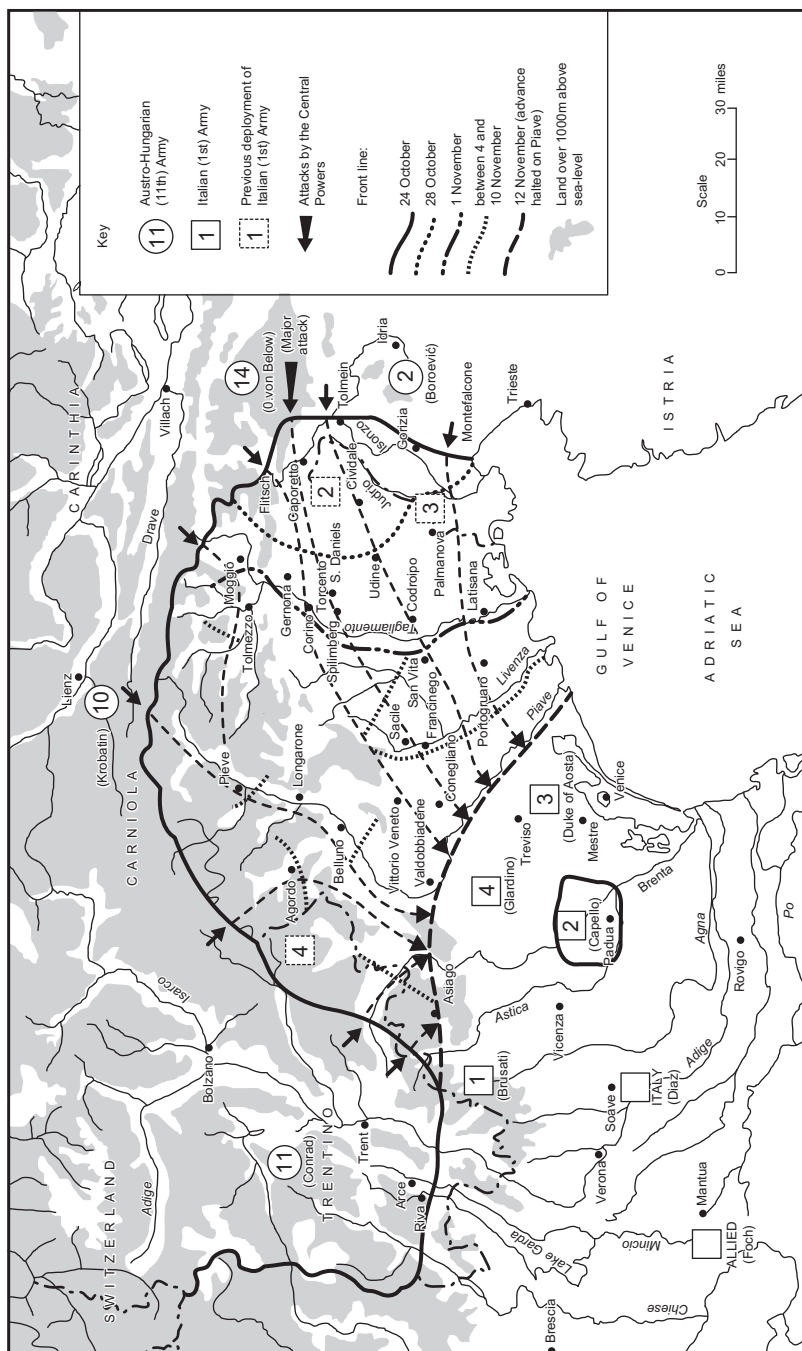 Key
11
Austro-Hungarian
(11th) Army
1
Italian (1st) Army
1
Previous deployment of
Italian (1st) Army
Attacks by the Central
Powers
Front line:
24 October
28 October
1 November
between 4 and
10 November
12 November (advance
halted on Piave)
Land over 1000m above
sea-level
Scale
0
10
20
30 miles
SWITZERLAND
Adige
Isarco
Bolzano
11
(Conrad)
TRENTINO
Trent
Arce
Riva
Lake Garda
Chiese
Brescia
Mincio
ALLIED
(Foch)
Mantua
Verona
Soave
ITALY
(Diaz)
Adige
Rovigo
Po
Agna
1
(Brusati)
Vicenza
Astica
Asiago
Brenta
2
(Capello)
Padua
4
(Giardino)
Treviso
3
(Duke of Aosta)
Mestre
Venice
4
Agordo
Belluno
Longarone
Pieve
Vittorio Veneto
Valdobbiadene
Conegliano
Sacile
Francinego
San Vita
Portogruaro
Piave
Livenza
CARNIOLA
10
(Krobatin)
Lienz
CARINTHIA
Drave
Villach
Tolmezzo
Moggio
Gernona
Corino
Torcento
Spilimberg
S. Daniels
Tagliamento
Udine
Codroipo
Palmanova
Latisana
Flitsch
Caporetto
2
Cividale
Judrio
3
Isonzo
Gorizia
Tolmein
14
(O.von Below)
(Major
attack)
Idria
2
(Boroević)
Montefalcone
Trieste
ISTRIA
GULF OF
VENICE
ADRIATIC
SEA